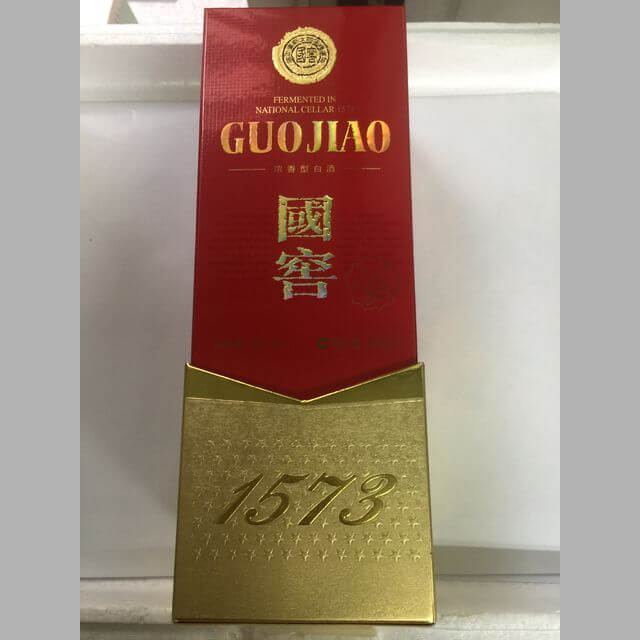 FERMENTED IN
NATIONAL CELLAR 1573
GUOJIAO
浓香型白酒
國
窖
1573